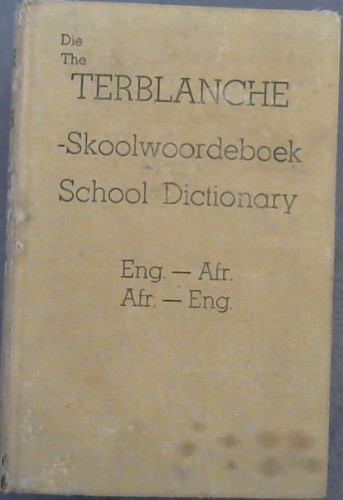 Die
The
TERBLANCHE
-Skoolwoordeboek
School Dictionary
Eng. — Afr.
Afr. — Eng.